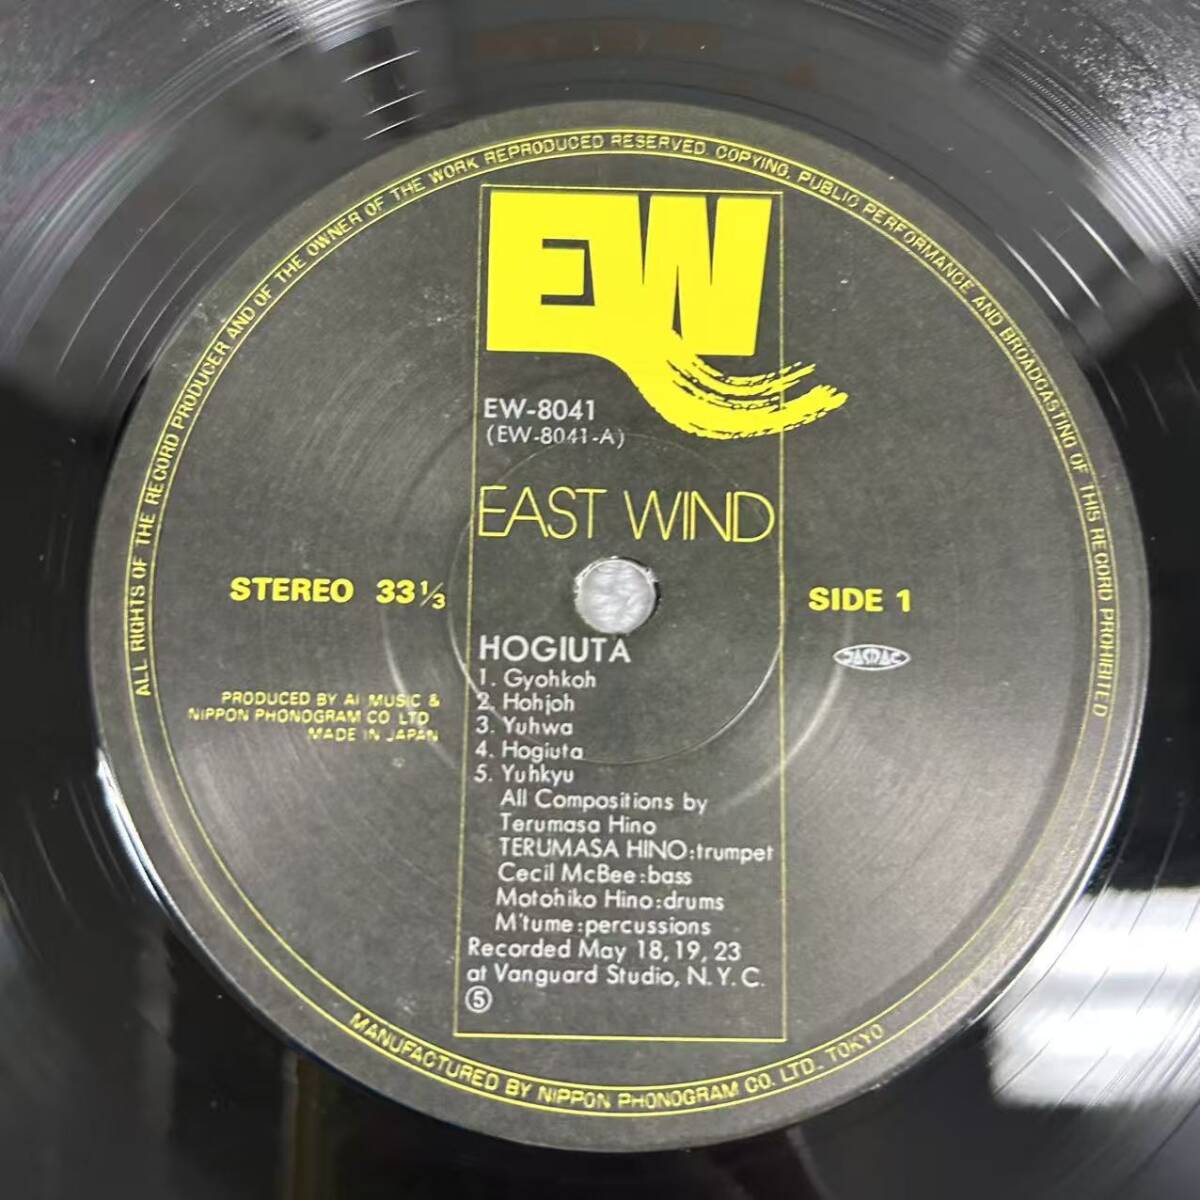 ALL RIGHTS OF THE RECORD PRODUCER AND OF THE OWNER OF THE WORK REPRODUCED RESERVED. COPYING, PUBLIC PERFORMANCE AND BROADCASTING OF THIS RECORD PROHIBITED
EW
EW-8041
(EW-8041-A)
EAST WIND
STEREO 33⅓
SIDE 1
JASRAC
HOGIUTA
1. Gyohkoh
2. Hohjoh
3. Yuhwa
4. Hogiuta
5. Yuhkyu
All Compositions by
Terumasa Hino
TERUMASA HINO:trumpet
Cecil McBee:bass
Motohiko Hino:drums
M'tume:percussions
Recorded May 18, 19, 23
at Vanguard Studio, N.Y.C.
⑤
PRODUCED BY AI MUSIC &
NIPPON PHONOGRAM CO LTD
MADE IN JAPAN
MANUFACTURED BY NIPPON PHONOGRAM CO. LTD., TOKYO